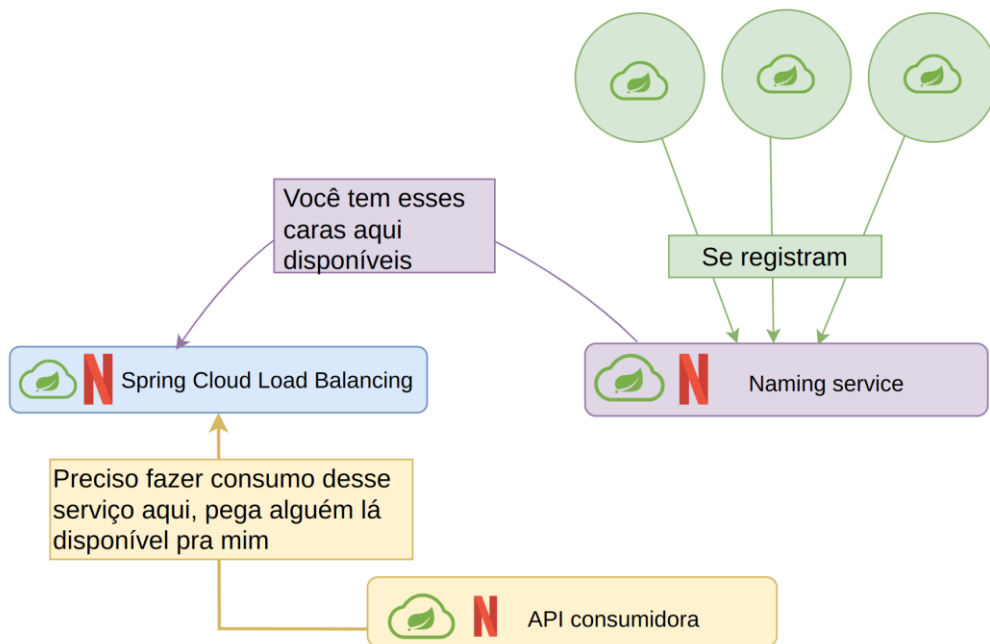 Você tem esses
caras aqui
disponíveis
Se registram
Spring Cloud Load Balancing
Naming service
Preciso fazer consumo desse
serviço aqui, pega alguém lá
disponível pra mim
API consumidora